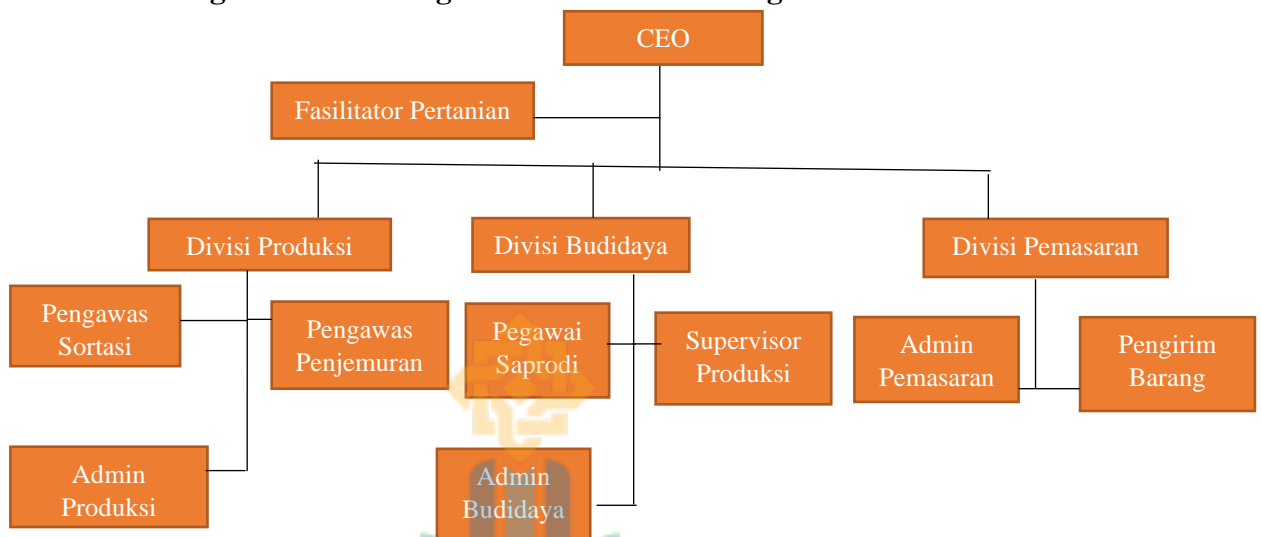 CEO
Fasilitator Pertanian
Divisi Produksi
Divisi Budidaya
Divisi Pemasaran
Pengawas
Sortasi
Pengawas
Penjemuran
Pegawai
Saprodi
Supervisor
Produksi
Admin
Pemasaran
Pengirim
Barang
Admin
Produksi
Admin
Budidaya